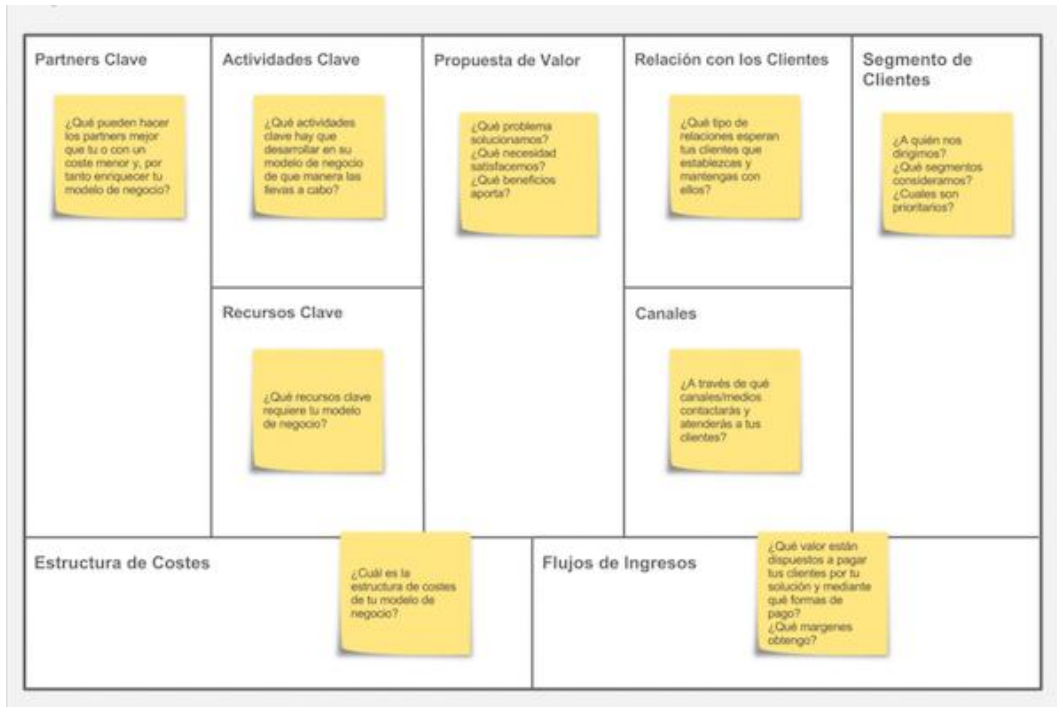 Partners Clave
¿Qué pueden hacer
los partners mejor
que tu o con un
coste menor y, por
tanto enriquecer tu
modelo de negocio?
Actividades Clave
¿Qué actividades
clave hay que
desarrollar en su
modelo de negocio
de que manera las
llevas a cabo?
Recursos Clave
¿Qué recursos clave
requiere tu modelo
de negocio?
Propuesta de Valor
¿Qué problema
solucionamos?
¿Qué necesidad
satisfacemos?
¿Qué beneficios
aporta?
Relación con los Clientes
¿Qué tipo de
relaciones esperan
tus clientes que
establezcas y
mantengas con
ellos?
Canales
¿A través de qué
canales/medios
contactarás y
atenderás a tus
clientes?
Segmento de
Clientes
¿A quién nos
dirigimos?
¿Qué segmentos
consideramos?
¿Cuales son
prioritarios?
Estructura de Costes
¿Cuál es la
estructura de costes
de tu modelo de
negocio?
Flujos de Ingresos
¿Qué valor están
dispuestos a pagar
tus clientes por tu
solución y mediante
qué formas de
pago?
¿Qué margenes
obtengo?